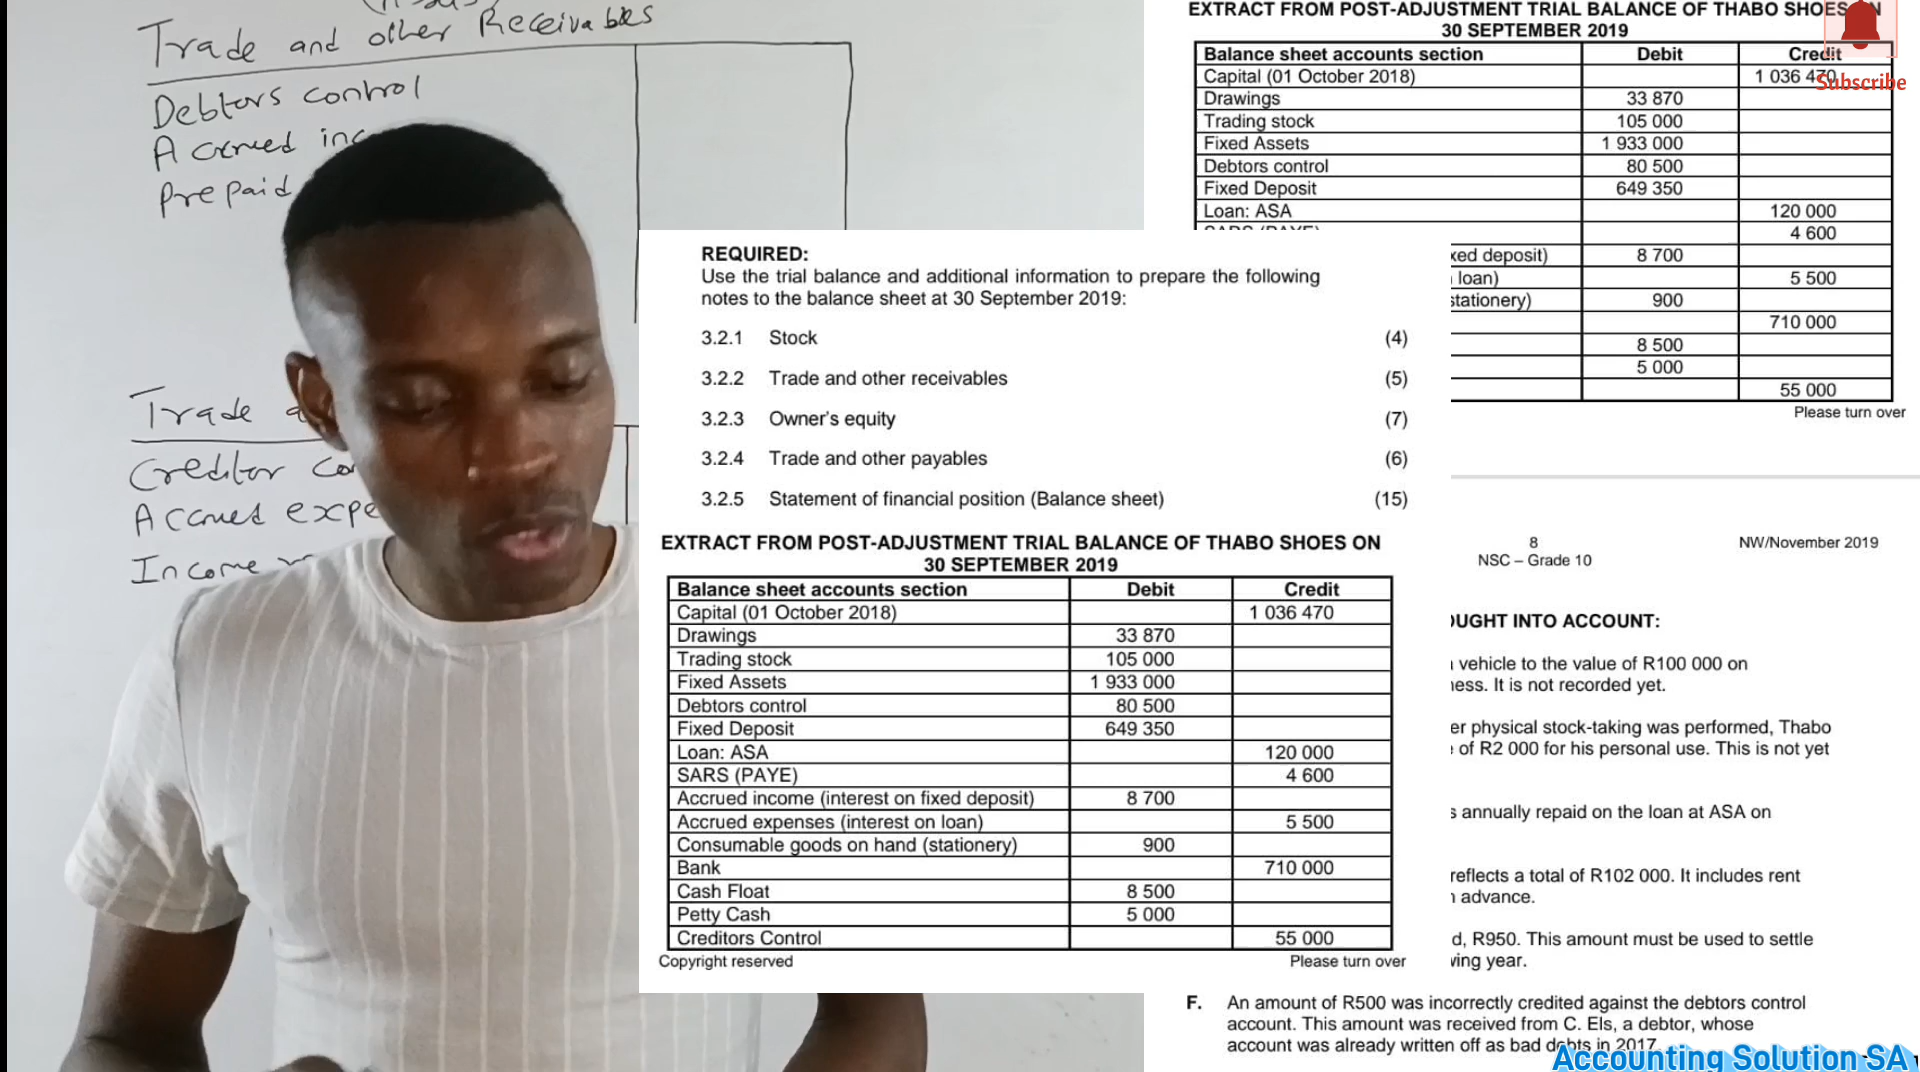 Trade and other Receivables
Debtors control
Accrued inc
Prepaid
Trade a
Creditor co
Accrued expe
Income
EXTRACT FROM POST-ADJUSTMENT TRIAL BALANCE OF THABO SHOES ON
30 SEPTEMBER 2019
Balance sheet accounts section Debit Credit
Capital (01 October 2018) 1 036 470
Drawings 33 870
Trading stock 105 000
Fixed Assets 1 933 000
Debtors control 80 500
Fixed Deposit 649 350
Loan: ASA 120 000
SARS (PAYE) 4 600
xed deposit) 8 700
loan) 5 500
stationery) 900
710 000
8 500
5 000
55 000
Please turn over
Subscribe
REQUIRED:
Use the trial balance and additional information to prepare the following
notes to the balance sheet at 30 September 2019:
3.2.1 Stock (4)
3.2.2 Trade and other receivables (5)
3.2.3 Owner's equity (7)
3.2.4 Trade and other payables (6)
3.2.5 Statement of financial position (Balance sheet) (15)
EXTRACT FROM POST-ADJUSTMENT TRIAL BALANCE OF THABO SHOES ON
30 SEPTEMBER 2019
Balance sheet accounts section Debit Credit
Capital (01 October 2018) 1 036 470
Drawings 33 870
Trading stock 105 000
Fixed Assets 1 933 000
Debtors control 80 500
Fixed Deposit 649 350
Loan: ASA 120 000
SARS (PAYE) 4 600
Accrued income (interest on fixed deposit) 8 700
Accrued expenses (interest on loan) 5 500
Consumable goods on hand (stationery) 900
Bank 710 000
Cash Float 8 500
Petty Cash 5 000
Creditors Control 55 000
Copyright reserved Please turn over
8 NW/November 2019
NSC – Grade 10
OUGHT INTO ACCOUNT:
vehicle to the value of R100 000 on
ness. It is not recorded yet.
er physical stock-taking was performed, Thabo
of R2 000 for his personal use. This is not yet
s annually repaid on the loan at ASA on
reflects a total of R102 000. It includes rent
advance.
d, R950. This amount must be used to settle
ving year.
F. An amount of R500 was incorrectly credited against the debtors control
account. This amount was received from C. Els, a debtor, whose
account was already written off as bad debts in 2017.
Accounting Solution SA